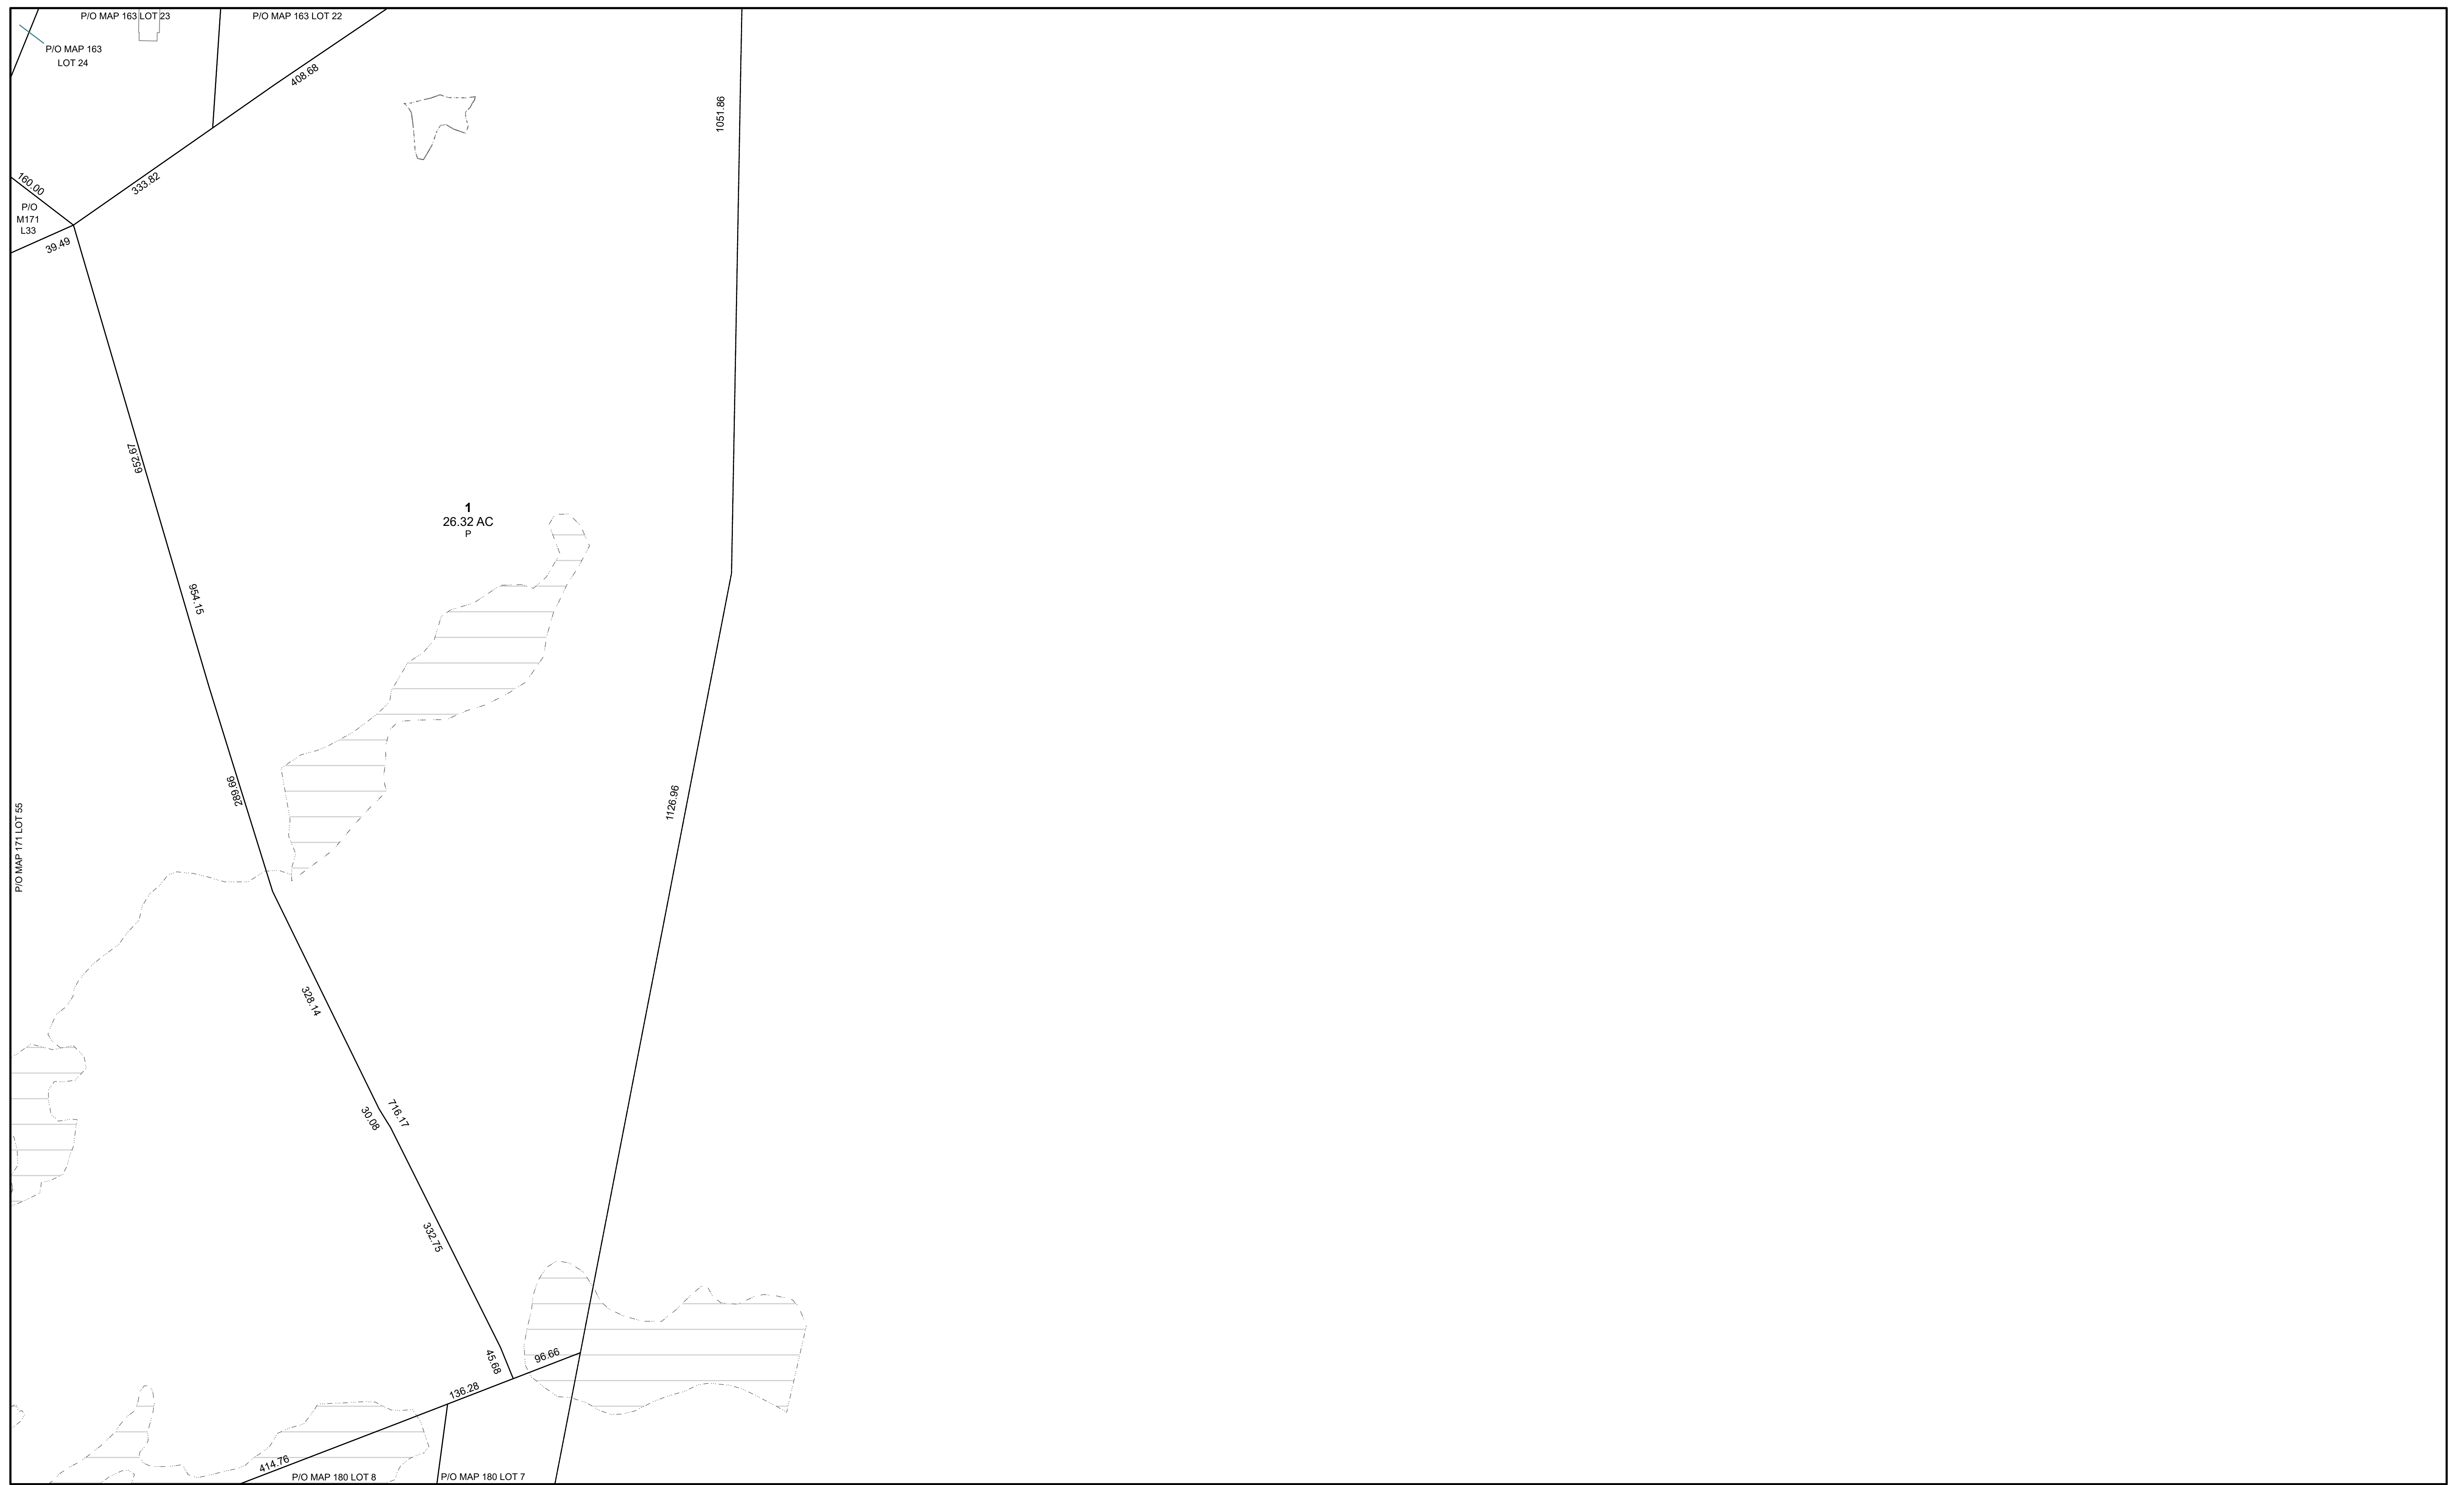 P/O MAP 163 LOT 23
P/O MAP 163 LOT 22
P/O MAP 163
LOT 24
408.68
1051.86
333.82
160.00
P/O
M171
L33
39.49
652.67
1
26.32 AC
P
954.15
289.66
1126.96
P/O MAP 171 LOT 55
328.14
716.17
30.08
332.75
45.68
96.66
136.28
414.76
P/O MAP 180 LOT 8
P/O MAP 180 LOT 7